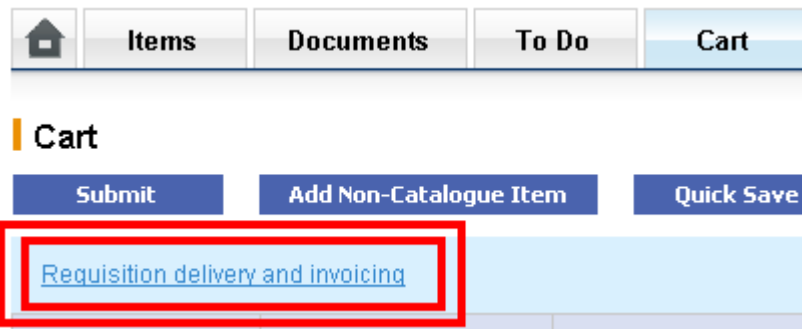 Items Documents To Do Cart
Cart
Submit Add Non-Catalogue Item Quick Save
Requisition delivery and invoicing